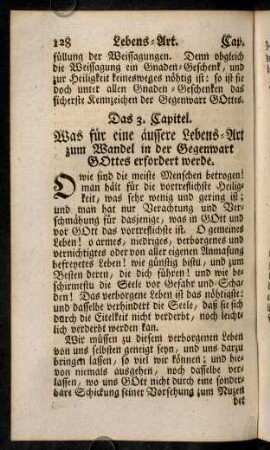 128 Lebens-Art. Cap.
füllung der Weissagungen. Denn obgleich
die Weissagung ein Gnaden-Geschenk, und
zur Heiligkeit keinesweges nöhtig ist: so ist sie
doch unter allen Gnaden-Geschenken das
sicherste Kennzeichen der Gegenwart GOttes.
Das 3. Capitel.
Was für eine äussere Lebens-Art
zum Wandel in der Gegenwart
GOttes erfordert werde.
O wie sind die meiste Menschen betrogen!
man hält für die vortreflichste Heilig-
keit, was sehr wenig und gering ist;
und man hat nur Verachtung und Ver-
schmähung für dasjenige, was in GOtt und
vor GOtt das vortreflichste ist. O gemeines
Leben! o armes, niedriges, verborgenes und
vernichtigtes oder von aller eigenen Anmasung
befreyetes Leben! wie günstig bistu, und zum
Besten deren, die dich führen! und wie be-
schirmestu die Seele vor Gefahr und Scha-
den! Das verborgene Leben ist das nöhtigste:
und dasselbe verhindert die Seele, daß sie sich
durch die Eitelkeit nicht verderbt, noch leicht-
lich verderbt werden kan.
Wir müssen zu diesem verborgenen Leben
von uns selbsten geneigt seyn, und uns darzu
bringen lassen, so viel wir können; und hie-
von niemals ausgehen, noch dasselbe ver-
lassen, wo uns GOtt nicht durch eine sonder-
bare Schickung seiner Vorsehung zum Nuzen
der